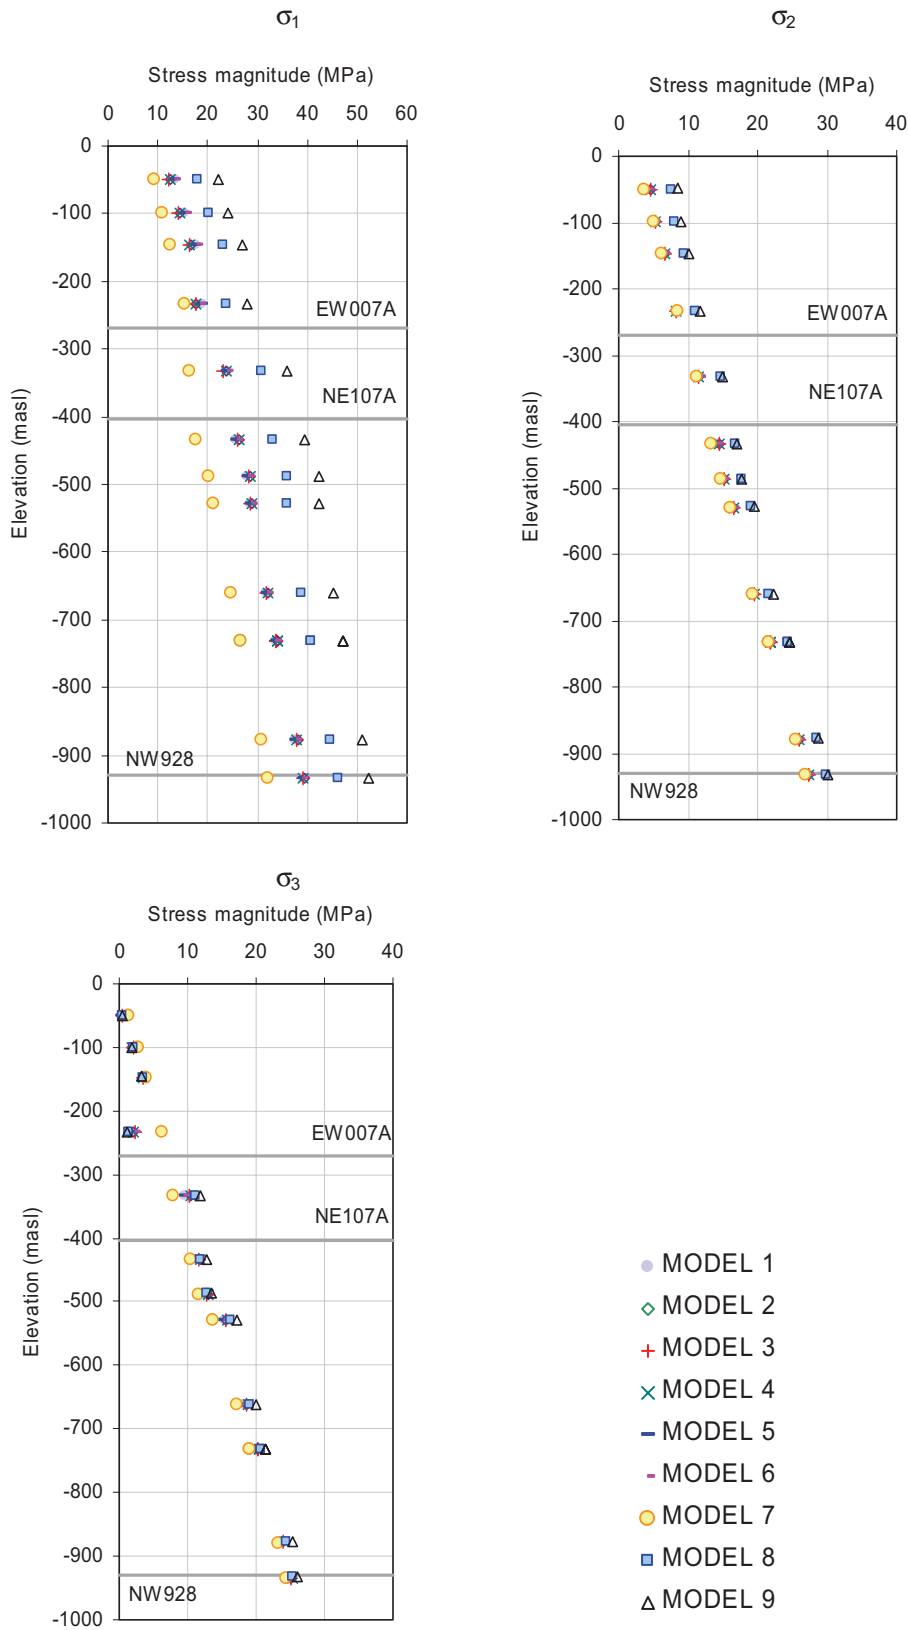 σ1
Stress magnitude (MPa)
0 10 20 30 40 50 60
0
-100
-200
-300
-400
-500
-600
-700
-800
-900
-1000
Elevation (masl)
EW007A
NE107A
NW928
σ2
Stress magnitude (MPa)
0 10 20 30 40
0
-100
-200
-300
-400
-500
-600
-700
-800
-900
-1000
Elevation (masl)
EW007A
NE107A
NW928
σ3
Stress magnitude (MPa)
0 10 20 30 40
0
-100
-200
-300
-400
-500
-600
-700
-800
-900
-1000
Elevation (masl)
EW007A
NE107A
NW928
MODEL 1
MODEL 2
MODEL 3
MODEL 4
MODEL 5
MODEL 6
MODEL 7
MODEL 8
MODEL 9